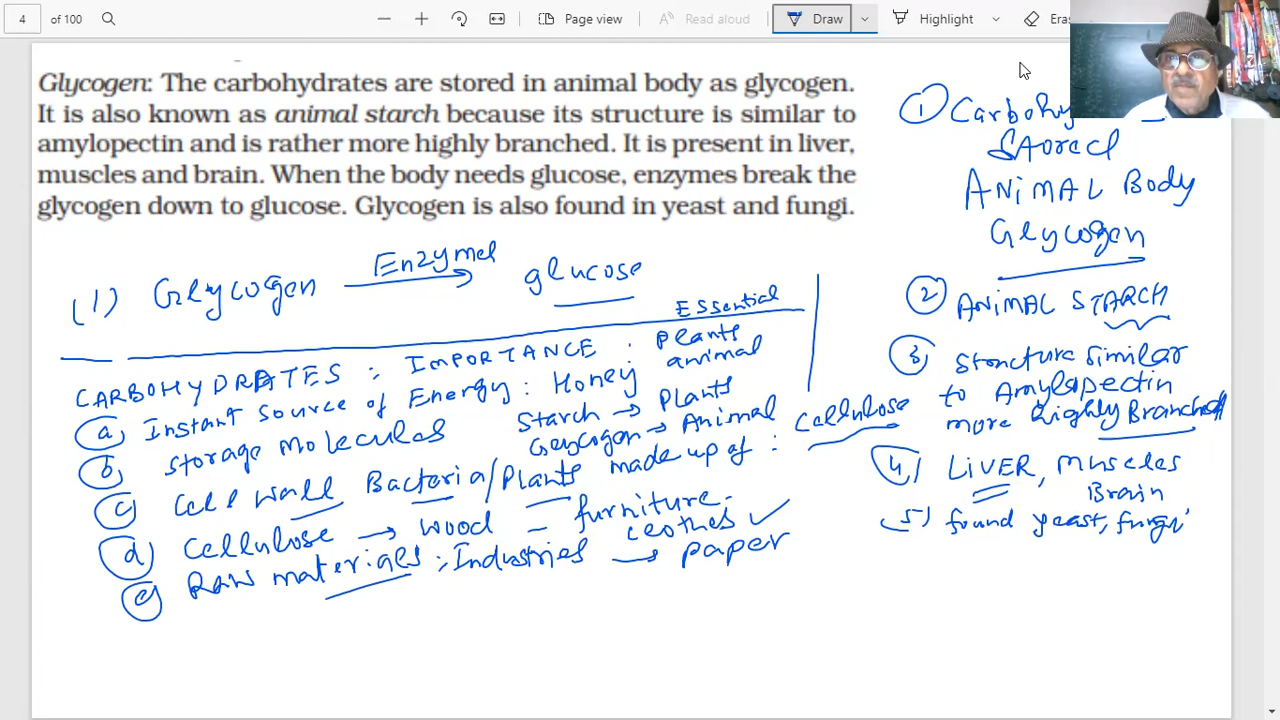 4 of 100 Page view Read aloud Draw Highlight
Glycogen: The carbohydrates are stored in animal body as glycogen.
It is also known as animal starch because its structure is similar to
amylopectin and is rather more highly branched. It is present in liver,
muscles and brain. When the body needs glucose, enzymes break the
glycogen down to glucose. Glycogen is also found in yeast and fungi.
(1) Glycogen Enzymes → glucose
Essential
CARBOHYDRATES : IMPORTANCE : plants
animal
(a) Instant source of Energy : Honey
(b) storage molecules Starch → Plants
Glycogen → Animal
(c) Cell wall Bacteria/Plants made up of : Cellulose
(d) Cellulose → wood – furniture
clothes ✓
(e) Raw materials : Industries → paper
(1)
Stored
ANIMAL Body
Glycogen
(2) ANIMAL STARCH
(3) Structure similar
to Amylopectin
more highly Branched
(4) LIVER, muscles
Brain
(5) found yeast, fungi